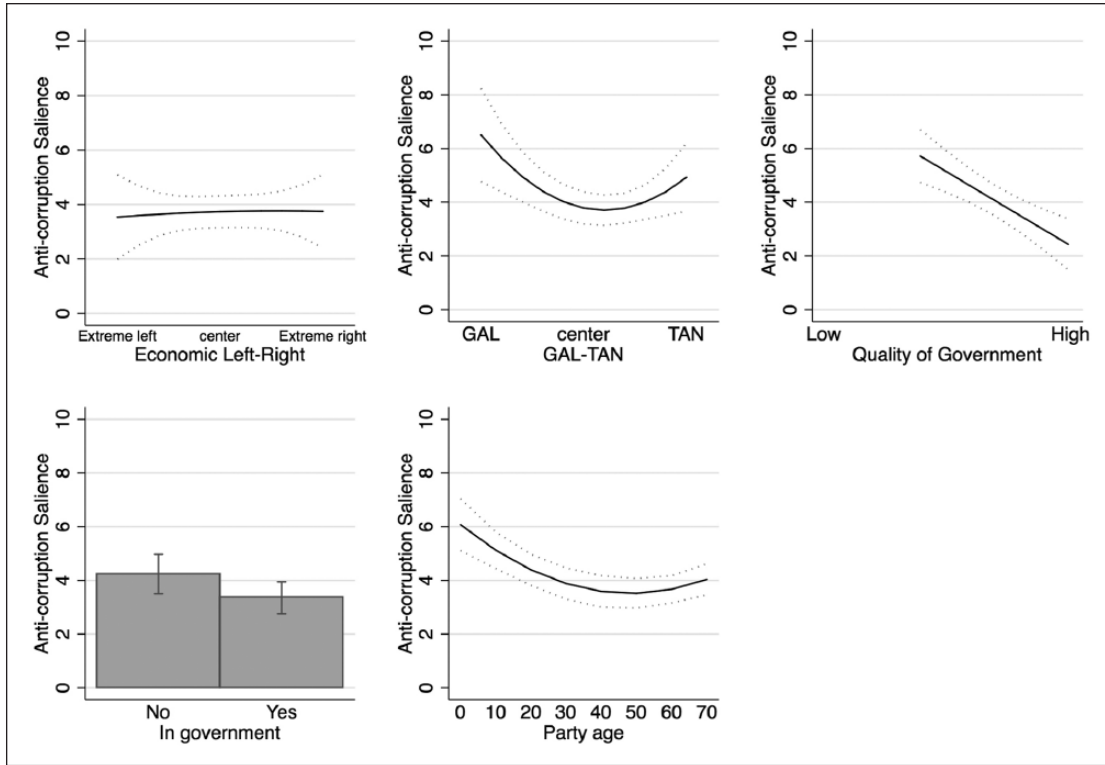 Anti-corruption Salience
10
8
6
4
2
0
Extreme left center Extreme right
Economic Left-Right
Anti-corruption Salience
10
8
6
4
2
0
GAL center TAN
GAL-TAN
Anti-corruption Salience
10
8
6
4
2
0
Low High
Quality of Government
Anti-corruption Salience
10
8
6
4
2
0
No Yes
In government
Anti-corruption Salience
10
8
6
4
2
0
0 10 20 30 40 50 60 70
Party age